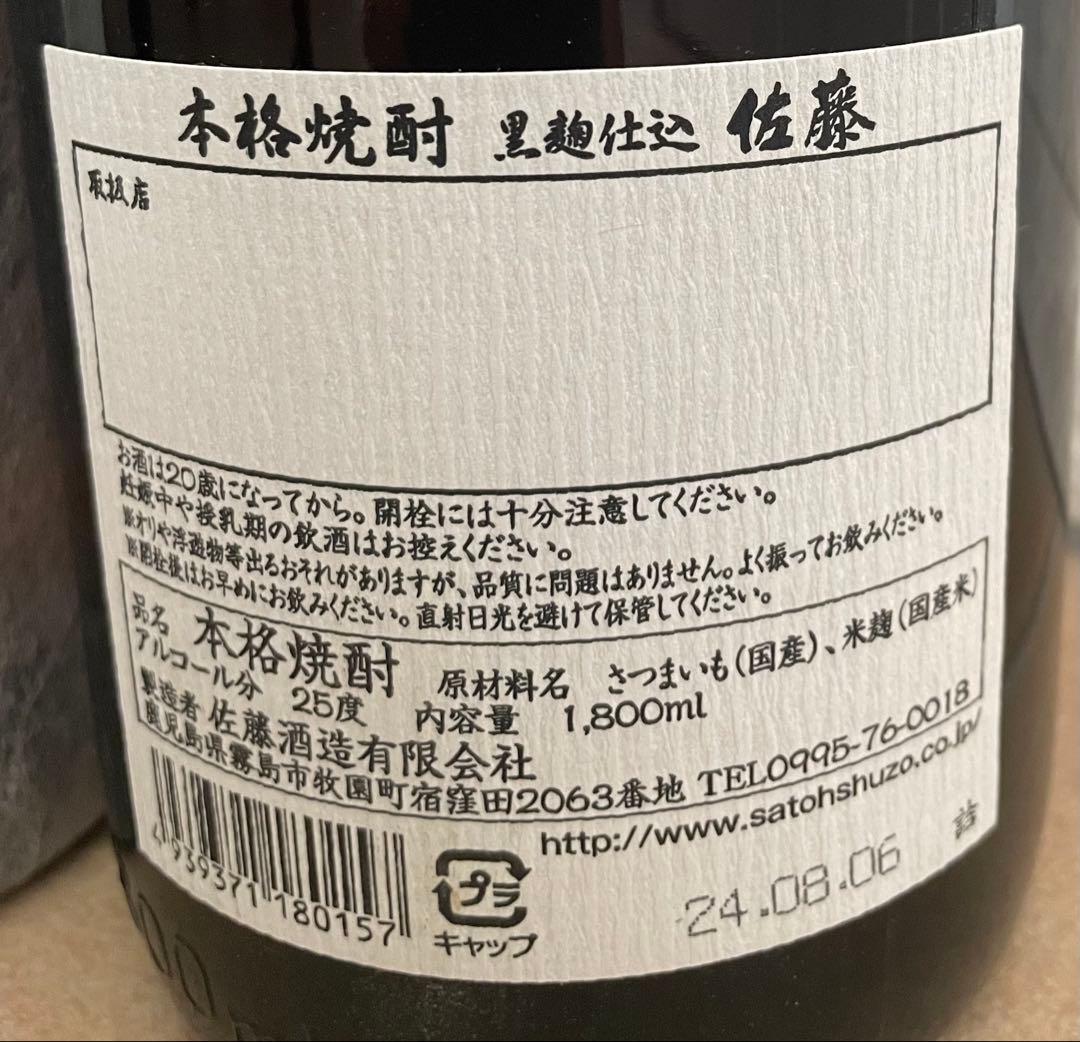 本格焼酎 黒麹仕込 佐藤
取扱店
お酒は20歳になってから。開栓には十分注意してください。
妊娠中や授乳期の飲酒はお控えください。
※オリや浮遊物等出るおそれがありますが、品質に問題はありません。よく振ってお飲みください。
※開栓後はお早めにお飲みください。直射日光を避けて保管してください。
品名 本格焼酎 原材料名 さつまいも(国産)、米麹(国産米)
アルコール分 25度 内容量 1,800ml
製造者 佐藤酒造有限会社
鹿児島県霧島市牧園町宿窪田2063番地 TEL0995-76-0018
http://www.satohshuzo.co.jp/
4 939371 180157
プラ
キャップ
24.08.06 詰